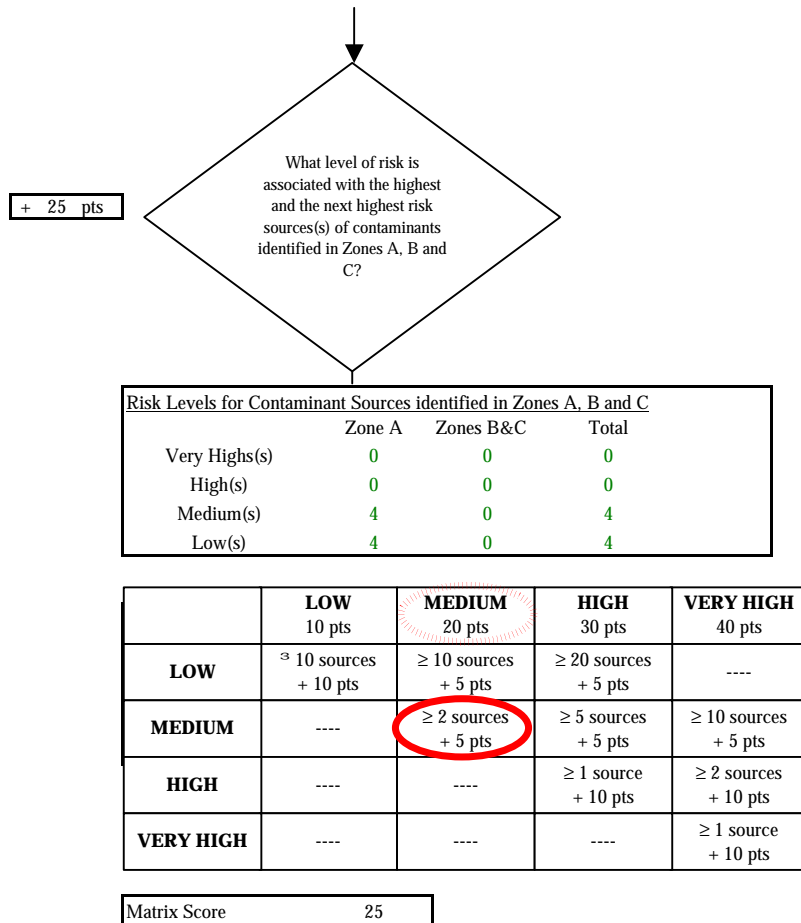 What level of risk is
associated with the highest
and the next highest risk
sources(s) of contaminants
identified in Zones A, B and
C?
+ 25 pts
Risk Levels for Contaminant Sources identified in Zones A, B and C
Zone A Zones B&C Total
Very Highs(s) 0 0 0
High(s) 0 0 0
Medium(s) 4 0 4
Low(s) 4 0 4
LOW MEDIUM HIGH VERY HIGH
10 pts 20 pts 30 pts 40 pts
LOW ³ 10 sources + 10 pts ≥ 10 sources + 5 pts ≥ 20 sources + 5 pts ----
MEDIUM ---- ≥ 2 sources + 5 pts ≥ 5 sources + 5 pts ≥ 10 sources + 5 pts
HIGH ---- ---- ≥ 1 source + 10 pts ≥ 2 sources + 10 pts
VERY HIGH ---- ---- ---- ≥ 1 source + 10 pts
Matrix Score 25